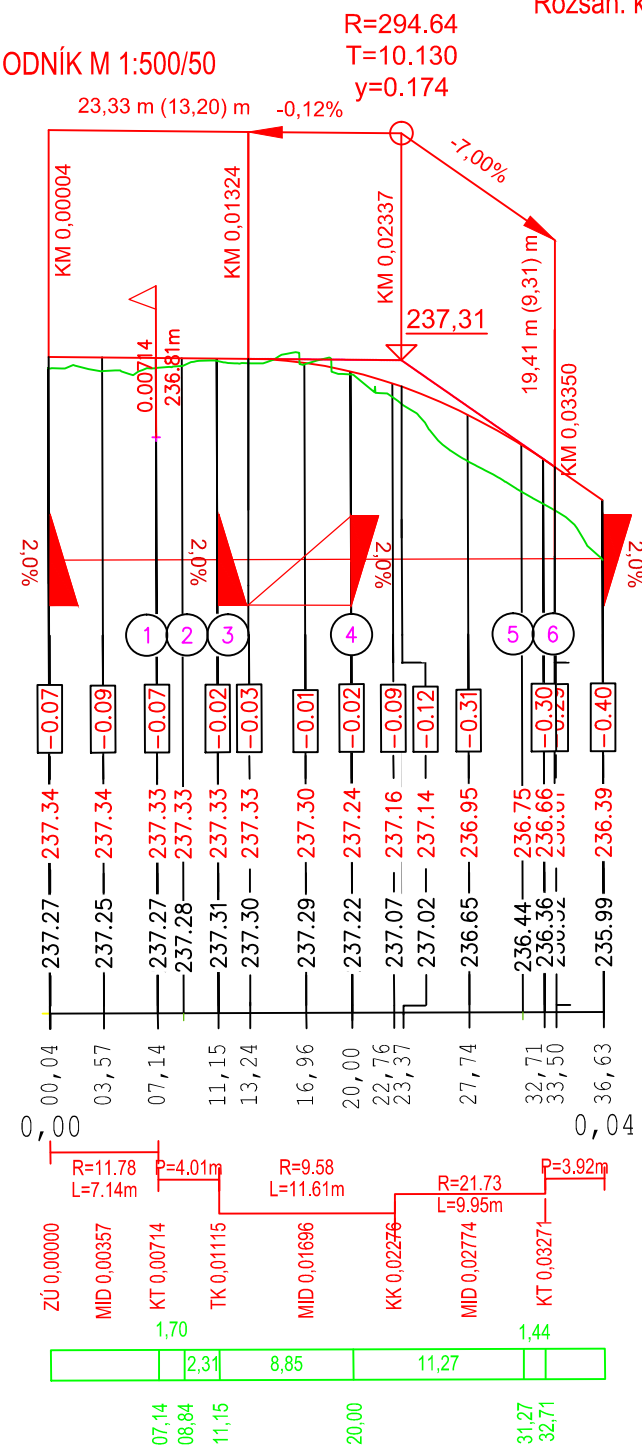 Rozsah: k
R=294.64
T=10.130
y=0.174
ODNÍK M 1:500/50
23,33 m (13,20) m
-0,12%
-7,00%
KM 0,00004
KM 0,01324
KM 0,02337
19,41 m (9,31) m
KM 0,03350
237,31
0.00714
236.81m
2,0%
2,0%
2,0%
2,0%
1 2 3 4 5 6
-0.07 -0.09 -0.07 -0.02 -0.03 -0.01 -0.02 -0.09 -0.12 -0.31 -0.30 -0.29 -0.40
237.34 237.34 237.33 237.33 237.33 237.33 237.30 237.24 237.16 237.14 236.95 236.75 236.66 236.61 236.39
237.27 237.25 237.27 237.28 237.31 237.30 237.29 237.22 237.07 237.02 236.65 236.44 236.36 236.32 235.99
00,04 03,57 07,14 11,15 13,24 16,96 20,00 22,76 23,37 27,74 32,71 33,50 36,63
0,00 0,04
R=11.78
L=7.14m
P=4.01m
R=9.58
L=11.61m
R=21.73
L=9.95m
P=3.92m
ZÚ 0,00000
MID 0,00357
KT 0,00714
TK 0,01115
MID 0,01696
KK 0,02276
MID 0,02774
KT 0,03271
1,70 1,44
2,31 8,85 11,27
07,14 08,84 11,15 20,00 31,27 32,71